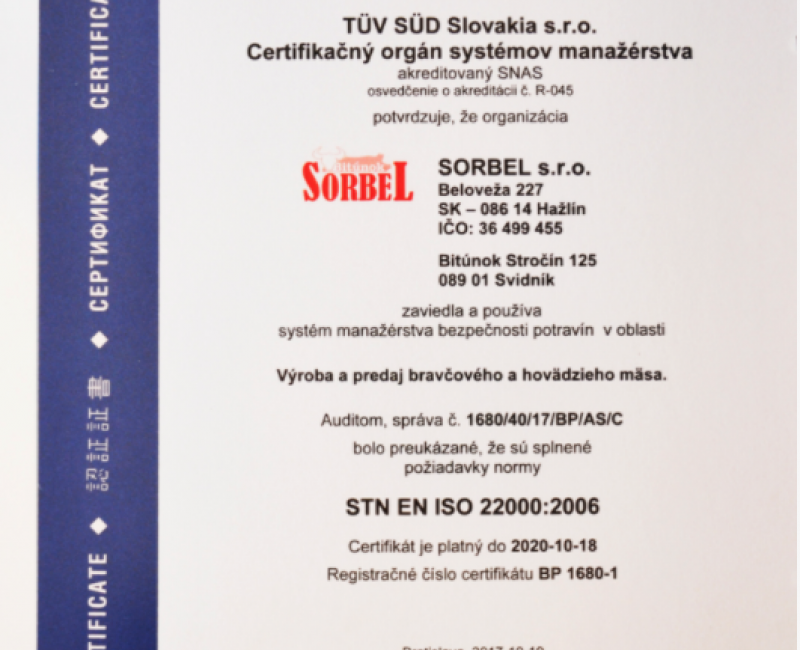 TÜV SÜD Slovakia s.r.o.
Certifikačný orgán systémov manažérstva
akreditovaný SNAS
osvedčenie o akreditácii č. R-045
potvrdzuje, že organizácia
SORBEL
SORBEL s.r.o.
Beloveža 227
SK – 086 14 Hažlín
IČO: 36 499 455
Bitúnok Stročín 125
089 01 Svidník
zaviedla a používa
systém manažérstva bezpečnosti potravín v oblasti
Výroba a predaj bravčového a hovädzieho mäsa.
Auditom, správa č. 1680/40/17/BP/AS/C
bolo preukázané, že sú splnené
požiadavky normy
STN EN ISO 22000:2006
Certifikát je platný do 2020-10-18
Registračné číslo certifikátu BP 1680-1
TIFICATE ◆ 認証証書 ◆ СЕРТИФИКАТ ◆ CERTIFICA